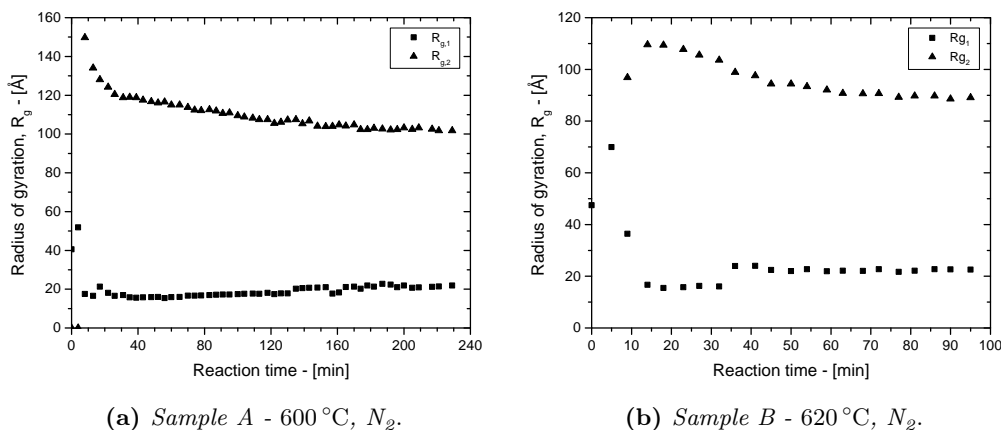 160
140
120
100
80
60
40
20
0
Radius of gyration, R_g - [Å]
R_g,1
R_g,2
0 40 80 120 160 200 240
Reaction time - [min]
(a) Sample A - 600 °C, N₂.
120
100
80
60
40
20
0
Radius of gyration, R_g - [Å]
Rg₁
Rg₂
0 10 20 30 40 50 60 70 80 90 100
Reaction time - [min]
(b) Sample B - 620 °C, N₂.